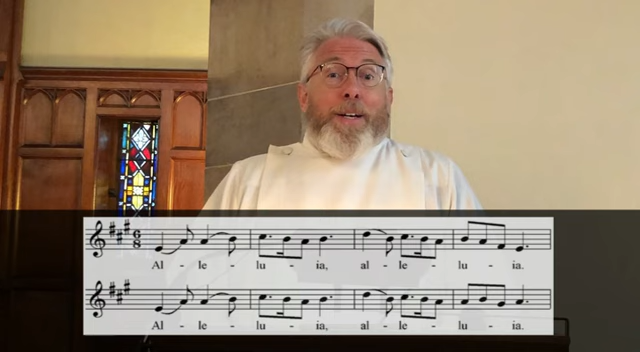 Al - le - lu - ia, al - le lu - ia.
Al - le - lu - ia, al - le - lu - ia.